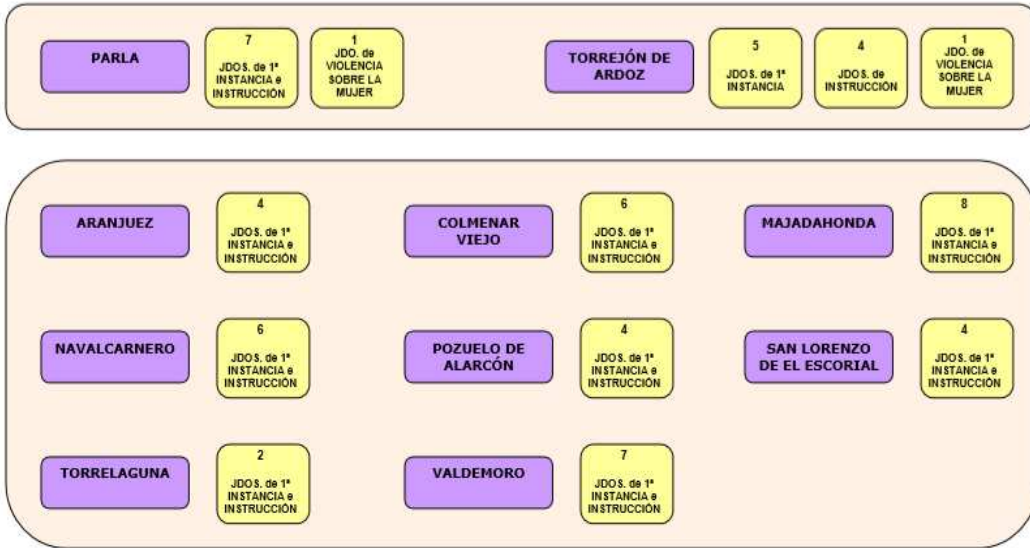 PARLA
7
JDOS. de 1ª
INSTANCIA e
INSTRUCCIÓN
1
JDO. de
VIOLENCIA
SOBRE LA
MUJER
TORREJÓN DE
ARDOZ
5
JDOS. de 1ª
INSTANCIA
4
JDOS. de
INSTRUCCIÓN
1
JDO. de
VIOLENCIA
SOBRE LA
MUJER
ARANJUEZ
4
JDOS. de 1ª
INSTANCIA e
INSTRUCCIÓN
COLMENAR
VIEJO
6
JDOS. de 1ª
INSTANCIA e
INSTRUCCIÓN
MAJADAHONDA
8
JDOS. de 1ª
INSTANCIA e
INSTRUCCIÓN
NAVALCARNERO
6
JDOS. de 1ª
INSTANCIA e
INSTRUCCIÓN
POZUELO DE
ALARCÓN
4
JDOS. de 1ª
INSTANCIA e
INSTRUCCIÓN
SAN LORENZO
DE EL ESCORIAL
4
JDOS. de 1ª
INSTANCIA e
INSTRUCCIÓN
TORRELAGUNA
2
JDOS. de 1ª
INSTANCIA e
INSTRUCCIÓN
VALDEMORO
7
JDOS. de 1ª
INSTANCIA e
INSTRUCCIÓN